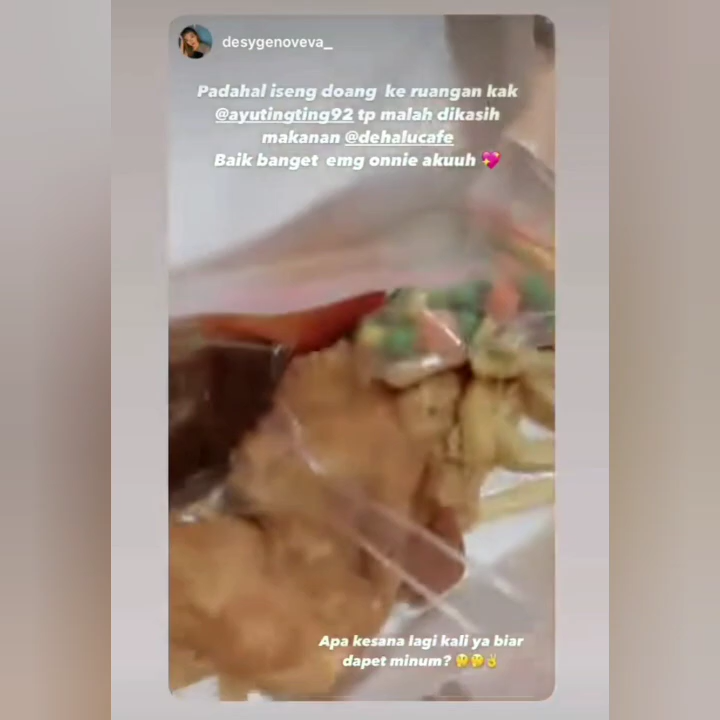 desygenoveva_
Padahal iseng doang ke ruangan kak
@ayutingting92 tp malah dikasih
makanan @dehalucafe
Baik banget emg onnie akuuh 💖
Apa kesana lagi kali ya biar
dapet minum? 🤔🤔✌